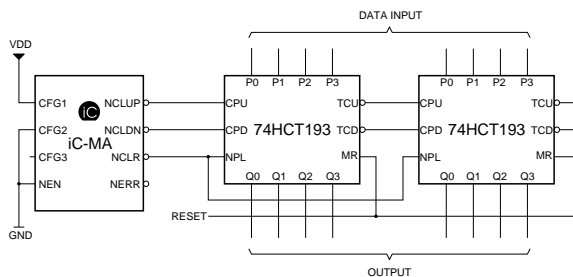 DATA INPUT
VDD
P0 P1 P2 P3 P0 P1 P2 P3
CFG1 iC NCLUP CPU TCU CPU TCU
CFG2 NCLDN CPD 74HCT193 TCD CPD 74HCT193 TCD
iC-MA
CFG3 NCLR NPL MR NPL MR
NEN NERR Q0 Q1 Q2 Q3 Q0 Q1 Q2 Q3
RESET
GND
OUTPUT